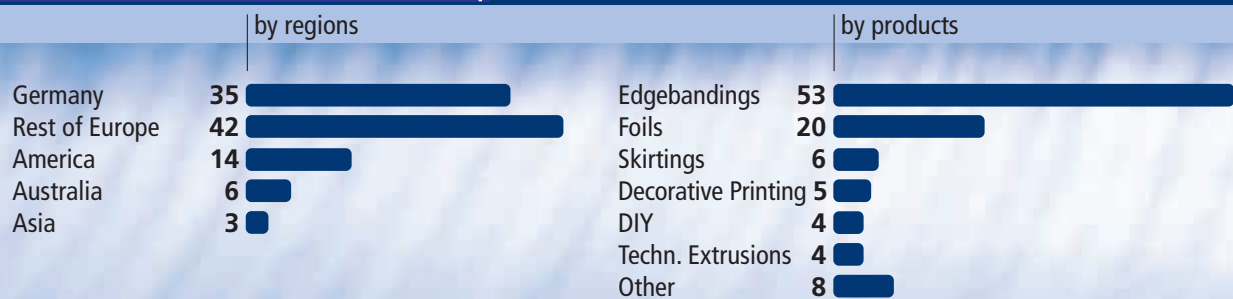 by regions
Germany 35
Rest of Europe 42
America 14
Australia 6
Asia 3
by products
Edgebandings 53
Foils 20
Skirtings 6
Decorative Printing 5
DIY 4
Techn. Extrusions 4
Other 8